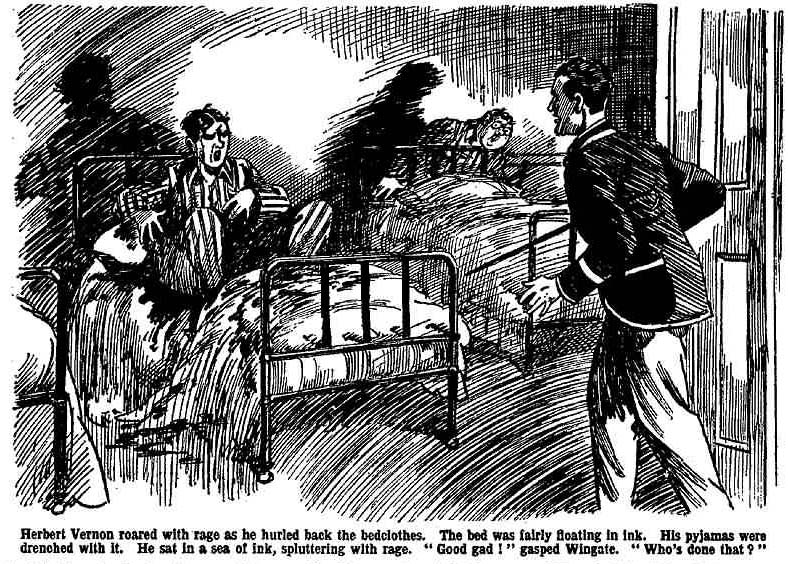 Herbert Vernon roared with rage as he hurled back the bedclothes. The bed was fairly floating in ink. His pyjamas were
drenched with it. He sat in a sea of ink, spluttering with rage. " Good gad ! " gasped Wingate. " Who's done that ? "